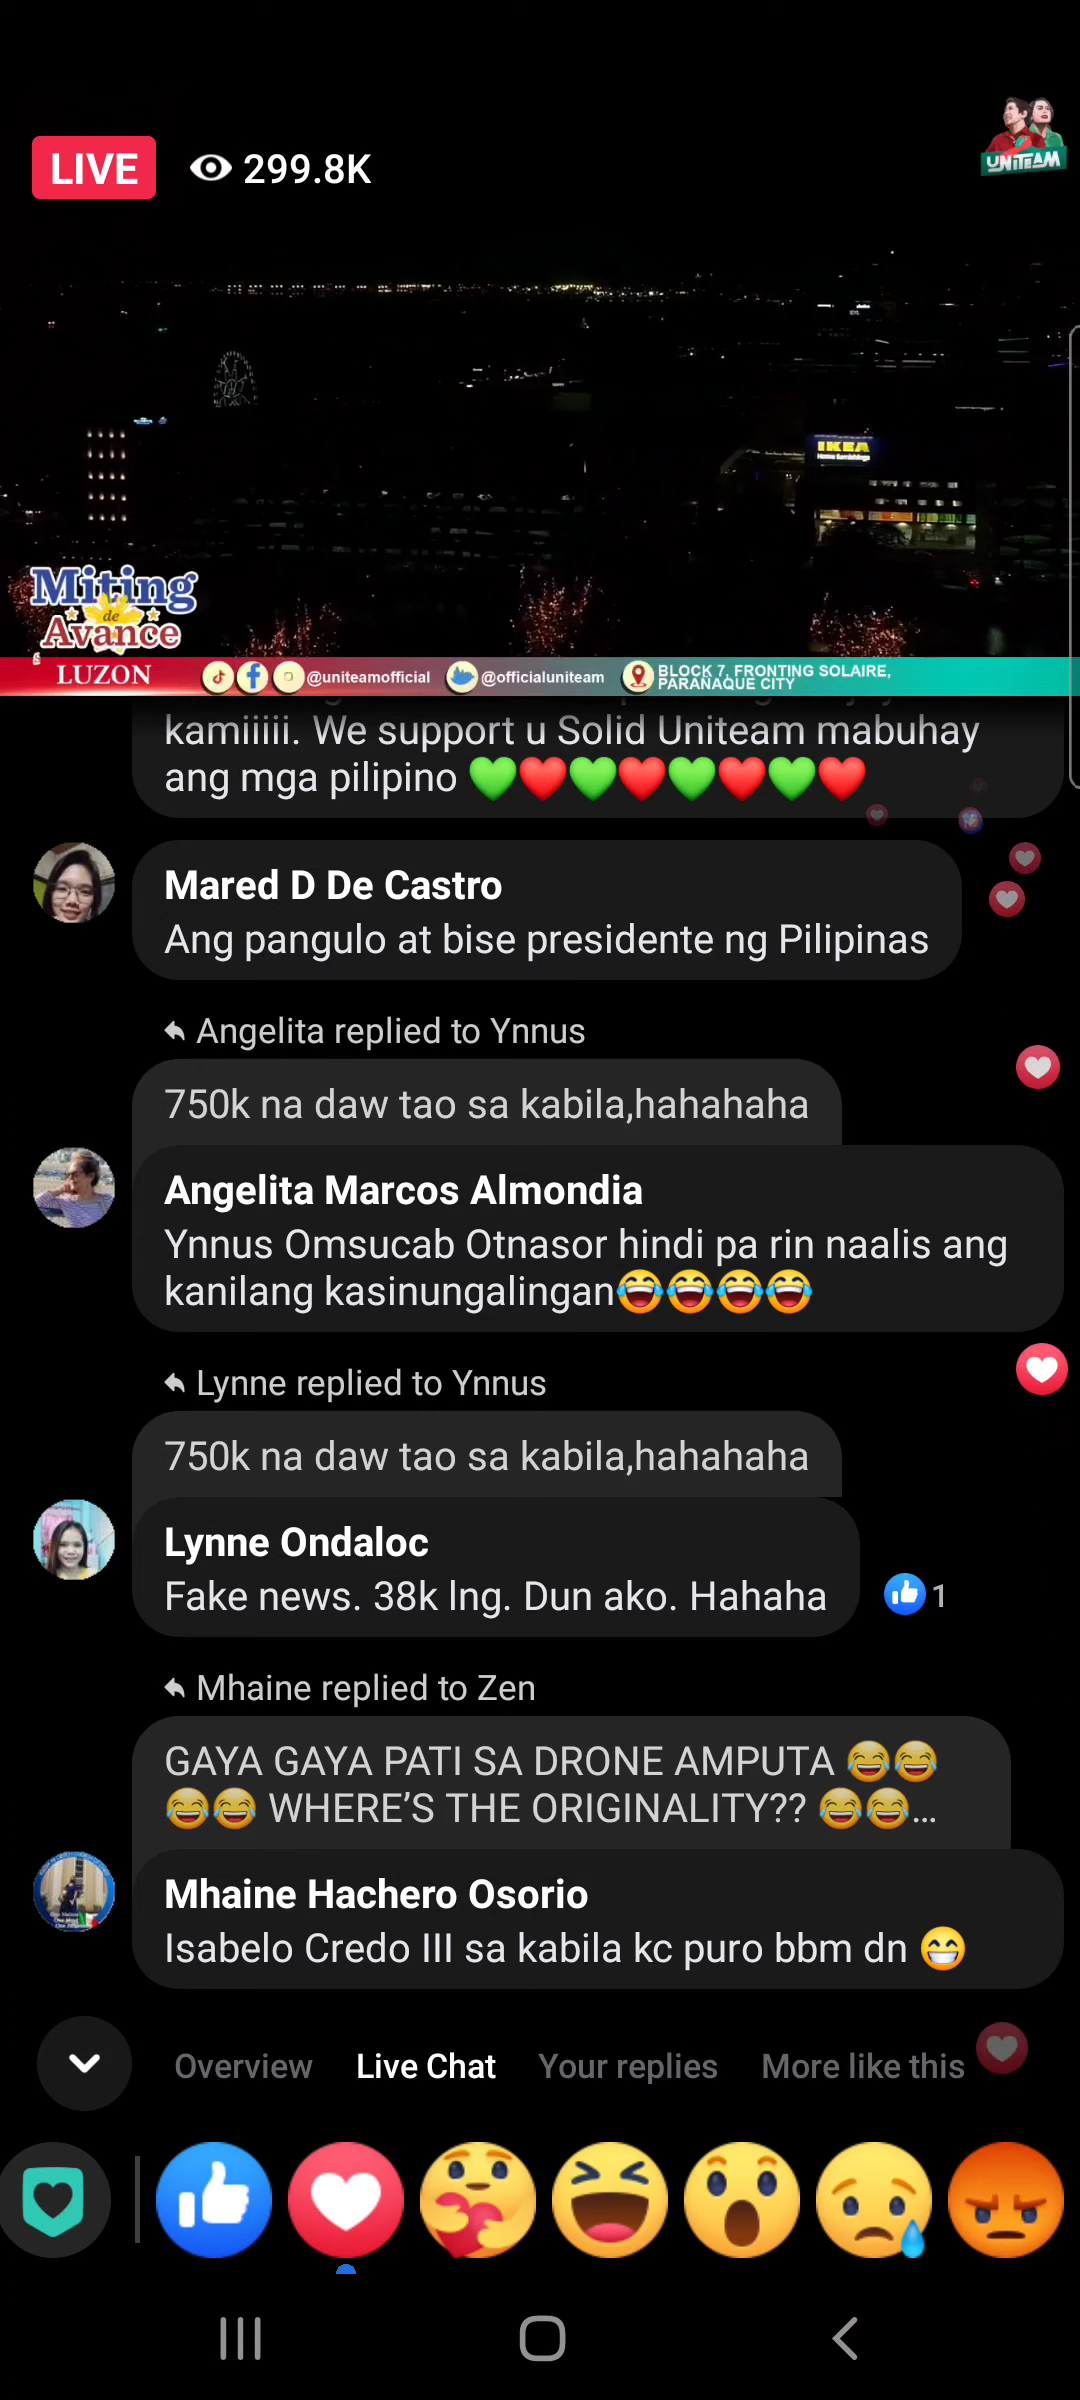 LIVE
299.8K
UNITEAM
IKEA
Home furnishings
Miting
de
Avance
LUZON
@uniteamofficial
@officialuniteam
BLOCK 7, FRONTING SOLAIRE,
PARAÑAQUE CITY
kamiiiii. We support u Solid Uniteam mabuhay
ang mga pilipino 💚❤️💚❤️💚❤️💚❤️
Mared D De Castro
Ang pangulo at bise presidente ng Pilipinas
Angelita replied to Ynnus
750k na daw tao sa kabila,hahahaha
Angelita Marcos Almondia
Ynnus Omsucab Otnasor hindi pa rin naalis ang
kanilang kasinungalingan😂😂😂😂
Lynne replied to Ynnus
750k na daw tao sa kabila,hahahaha
Lynne Ondaloc
Fake news. 38k lng. Dun ako. Hahaha
1
Mhaine replied to Zen
GAYA GAYA PATI SA DRONE AMPUTA 😂😂
😂😂 WHERE'S THE ORIGINALITY?? 😂😂...
Mhaine Hachero Osorio
Isabelo Credo III sa kabila kc puro bbm dn 😁
Overview
Live Chat
Your replies
More like this